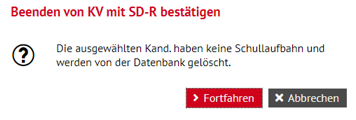 Beenden von KV mit SD-R bestätigen
Die ausgewählten Kand. haben keine Schullaufbahn und
werden von der Datenbank gelöscht.
Fortfahren
Abbrechen